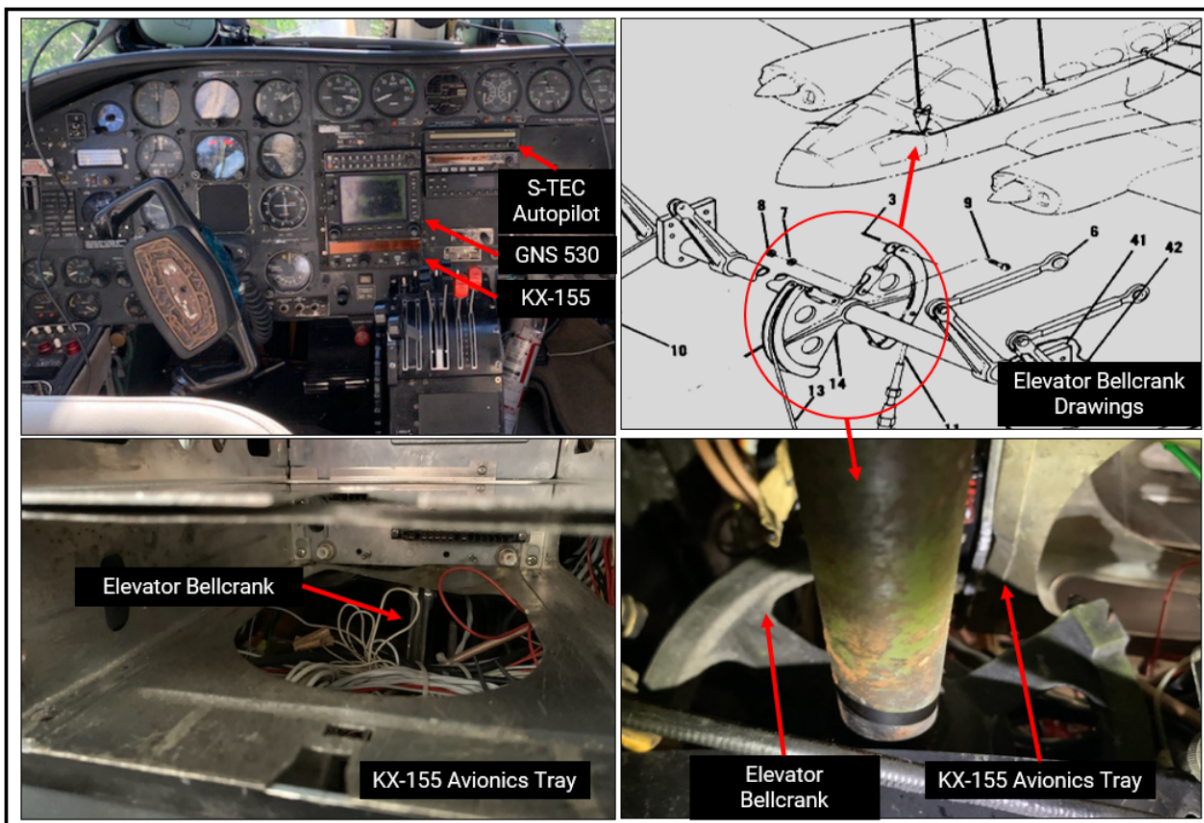 S-TEC
Autopilot
GNS 530
KX-155
3
8
7
9
6
41
42
10
14
13
11
Elevator Bellcrank
Drawings
Elevator Bellcrank
KX-155 Avionics Tray
Elevator
Bellcrank
KX-155 Avionics Tray